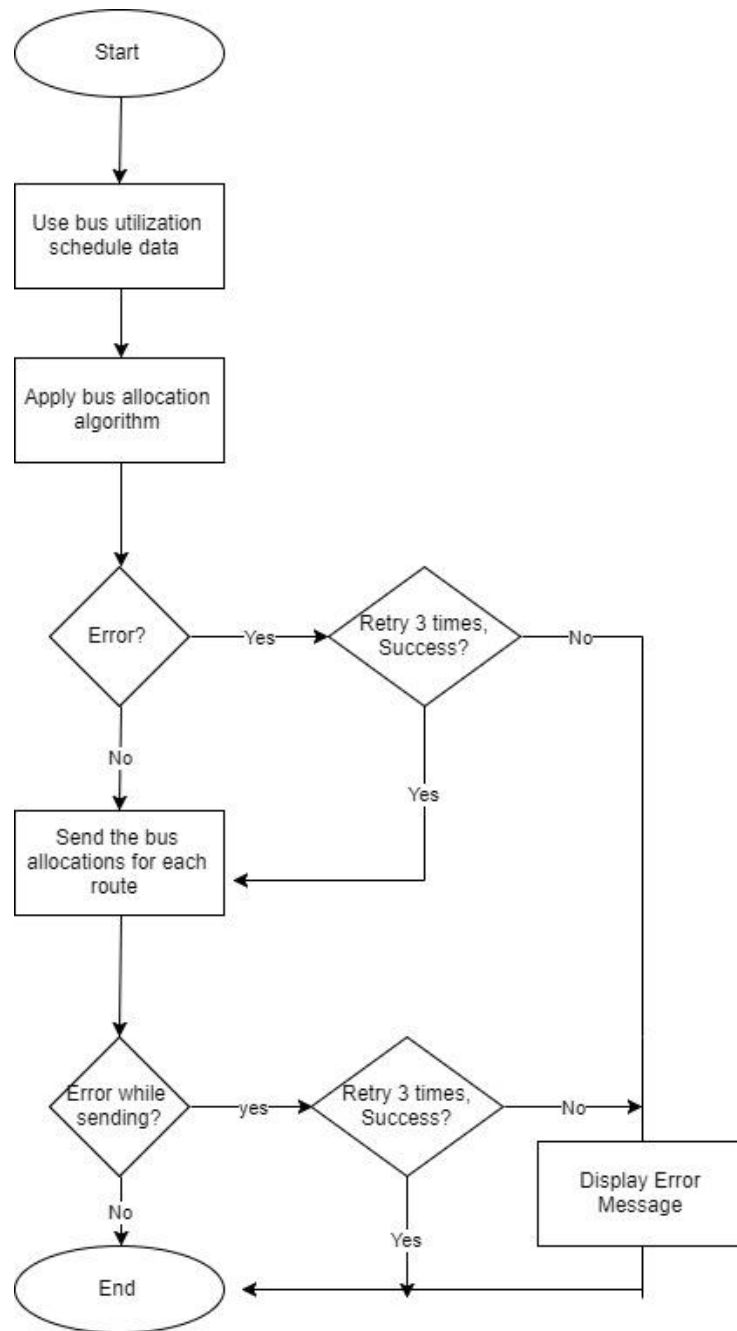 Start
Use bus utilization
schedule data
Apply bus allocation
algorithm
Error?
Yes
Retry 3 times,
Success?
No
No
Yes
Send the bus
allocations for each
route
Error while
sending?
yes
Retry 3 times,
Success?
No
Display Error
Message
No
Yes
End